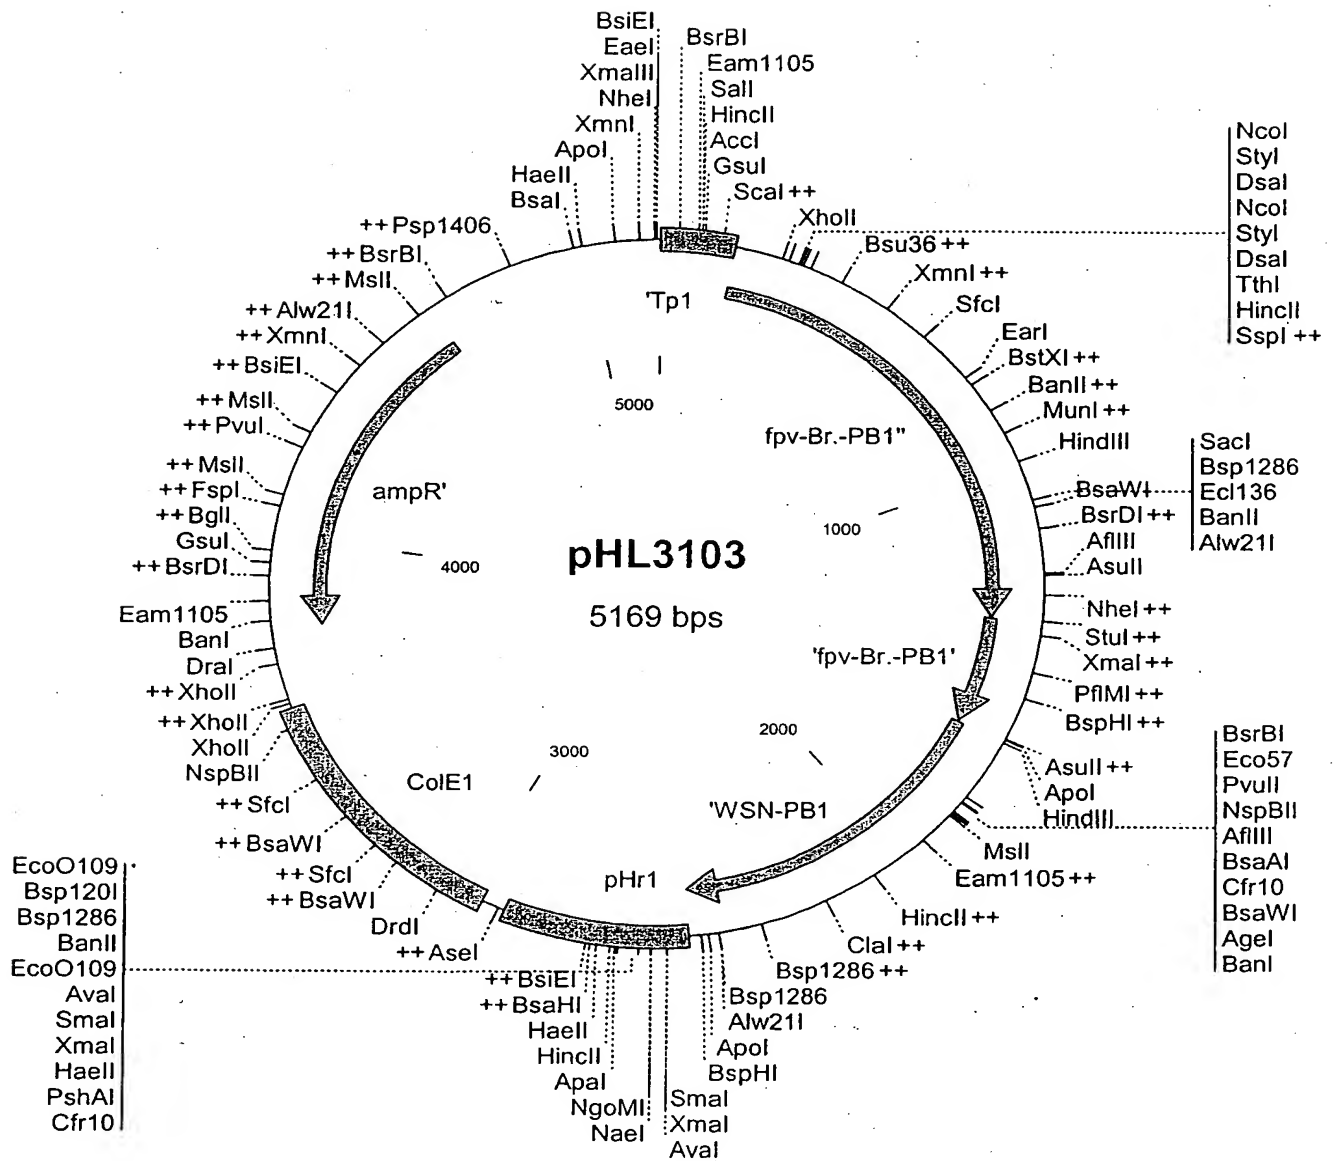 BsiEI
EaeI
XmaIII
NheI
XmnI
ApoI
HaeII
BsaI
++ Psp1406
++ BsrBI
++ MslI
++ Alw21I
++ XmnI
++ BsiEI
++ MslI
++ PvuI
++ MslI
++ FspI
++ BglI
GsuI
++ BsrDI
Eam1105
BanI
DraI
++ XhoII
++ XhoII
XhoII
NspBII
++ SfcI
++ BsaWI
++ SfcI
++ BsaWI
DrdI
++ AseI
BsrBI
Eam1105
SalI
HincII
AccI
GsuI
ScaI ++
XhoII
NcoI
StyI
DsaI
NcoI
StyI
DsaI
TthI
HincII
SspI ++
Bsu36 ++
XmnI ++
SfcI
EarI
BstXI ++
BanII ++
MunI ++
HindIII
BsaWI
SacI
Bsp1286
Ecl136
BanII
Alw21I
BsrDI ++
AflIII
AsuII
NheI ++
StuI ++
XmaI ++
PflMI ++
BspHI ++
AsuII ++
ApoI
HindIII
BsrBI
Eco57
PvuII
NspBII
AflIII
BsaAI
Cfr10
BsaWI
AgeI
BanI
MslI
Eam1105 ++
HincII ++
ClaI ++
Bsp1286 ++
Bsp1286
Alw21I
ApoI
BspHI
SmaI
XmaI
AvaI
++ BsiEI
++ BsaHI
HaeII
HincII
ApaI
NgoMI
NaeI
EcoO109
Bsp120I
Bsp1286
BanII
EcoO109
AvaI
SmaI
XmaI
HaeII
PshAI
Cfr10
'Tp1
5000
fpv-Br.-PB1"
ampR'
1000
4000
pHL3103
5169 bps
'fpv-Br.-PB1'
2000
3000
ColE1
'WSN-PB1
pHr1